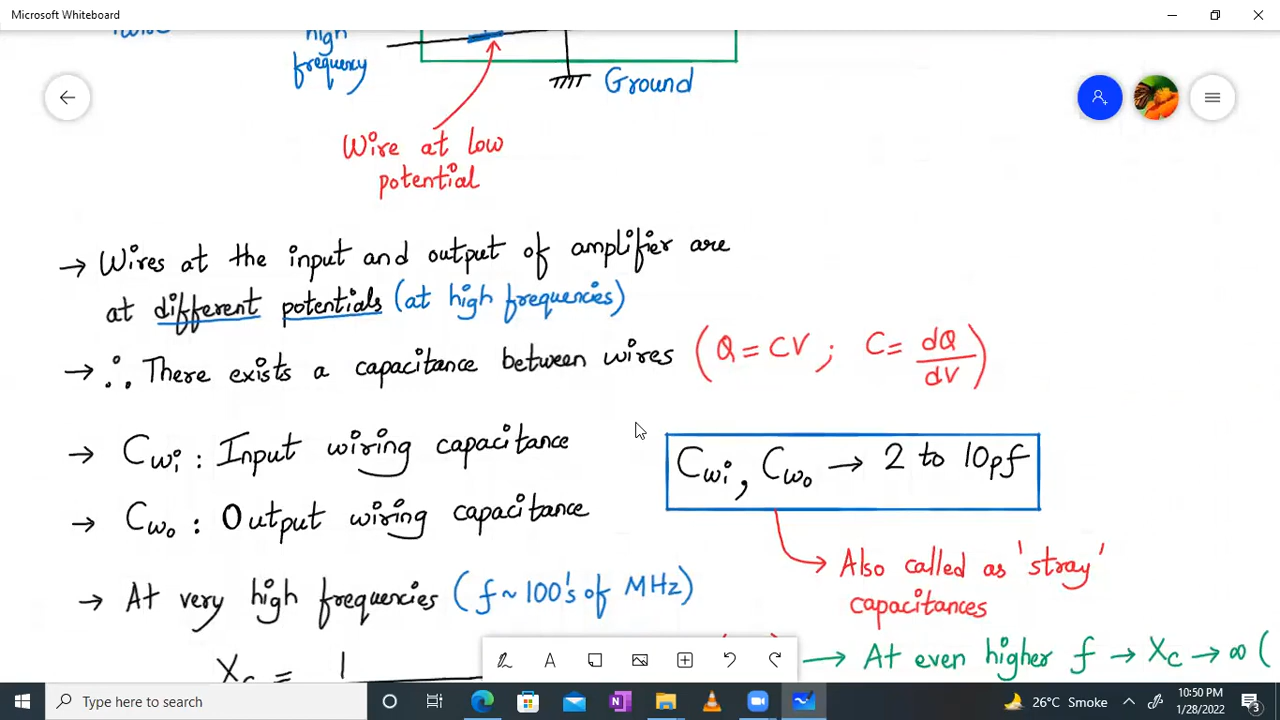 Microsoft Whiteboard
high
frequency
Ground
Wire at low
potential
→ Wires at the input and output of amplifier are
at different potentials (at high frequencies)
→ ∴ There exists a capacitance between wires (Q = CV ; C = dQ/dV)
→ Cwi : Input wiring capacitance
Cwi, Cwo → 2 to 10pf
→ Cwo : Output wiring capacitance
Also called as 'stray'
capacitances
→ At very high frequencies (f ~ 100's of MHz)
→ At even higher f → Xc → ∞ (
Xc = 1
Type here to search
26°C Smoke
10:50 PM
1/28/2022
3